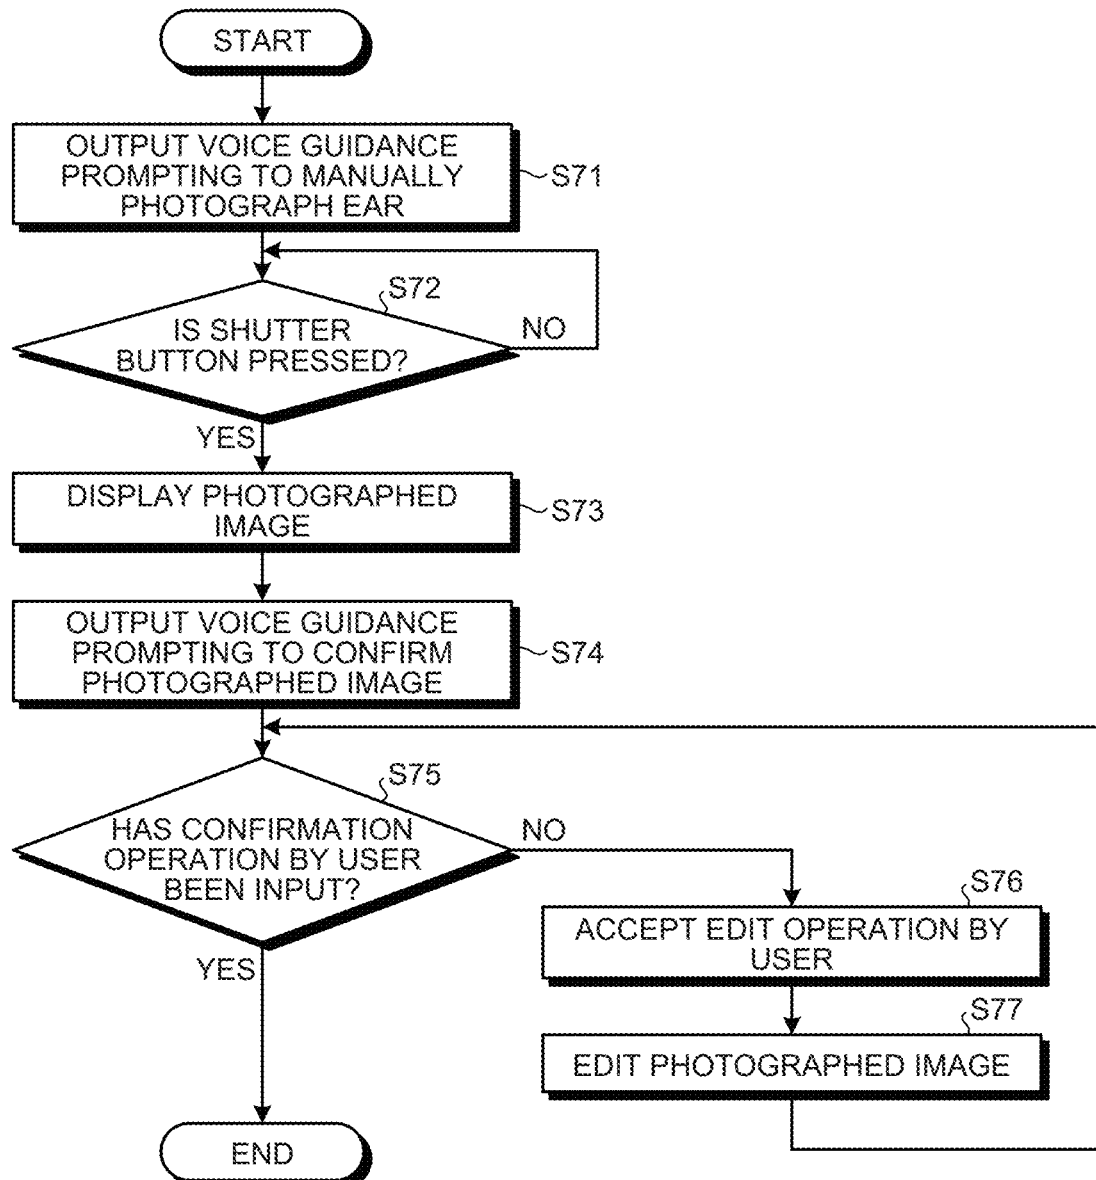 START
OUTPUT VOICE GUIDANCE
PROMPTING TO MANUALLY
PHOTOGRAPH EAR
S71
S72
IS SHUTTER
BUTTON PRESSED?
NO
YES
DISPLAY PHOTOGRAPHED
IMAGE
S73
OUTPUT VOICE GUIDANCE
PROMPTING TO CONFIRM
PHOTOGRAPHED IMAGE
S74
S75
HAS CONFIRMATION
OPERATION BY USER
BEEN INPUT?
NO
YES
S76
ACCEPT EDIT OPERATION BY
USER
S77
EDIT PHOTOGRAPHED IMAGE
END